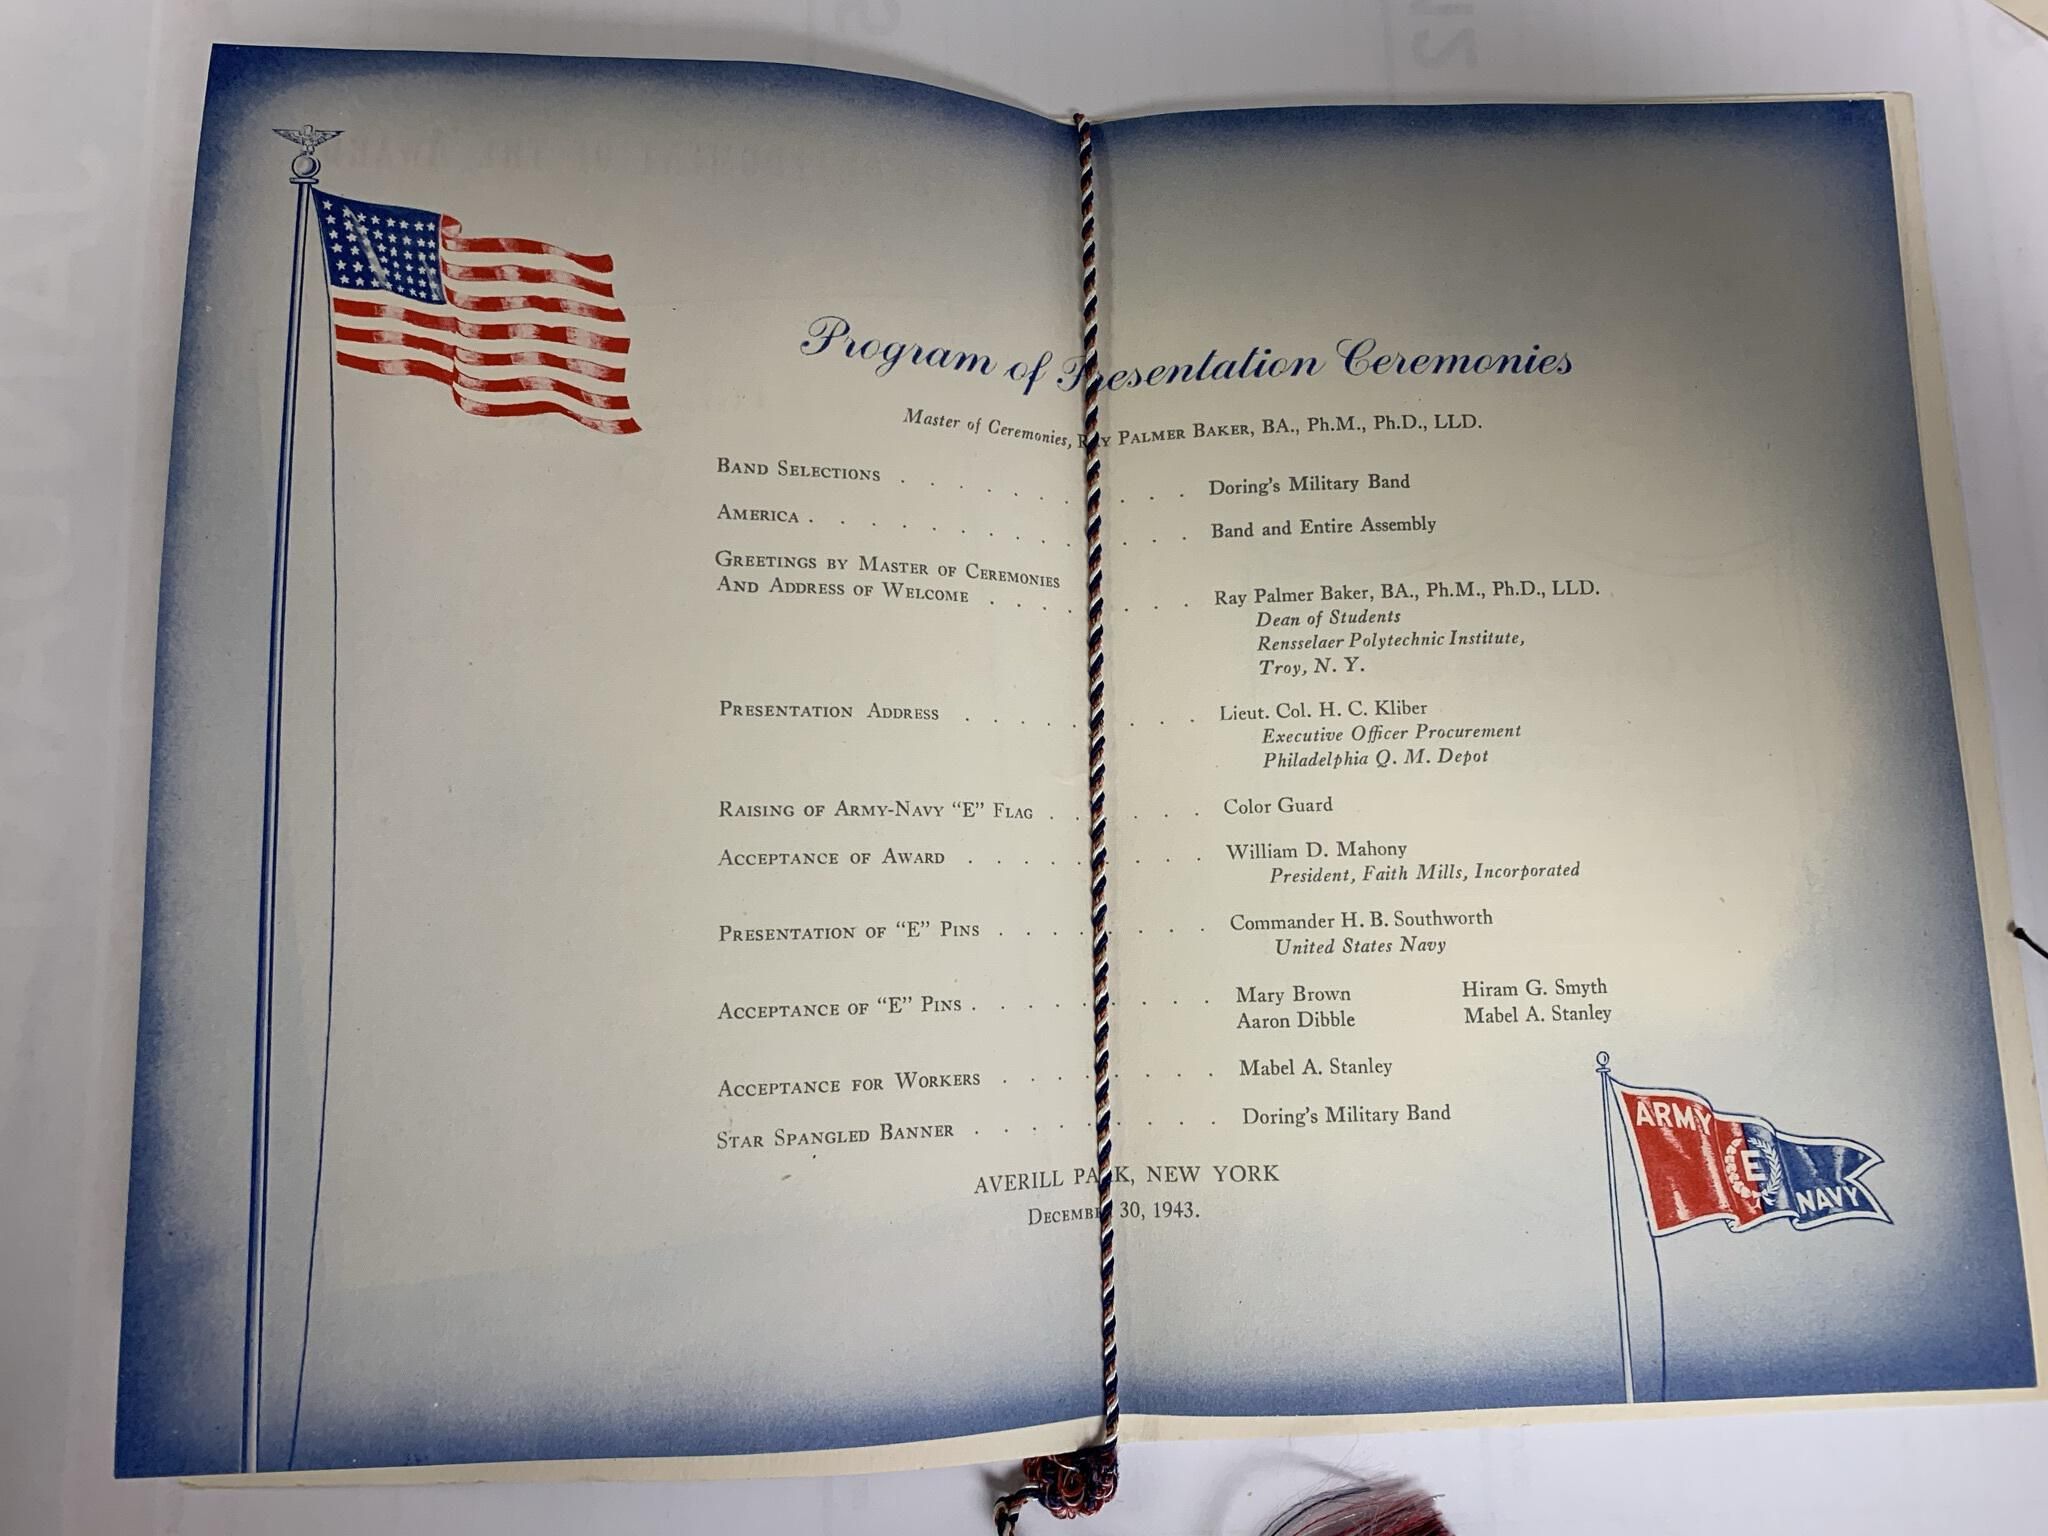 Program of Presentation Ceremonies
Master of Ceremonies, RAY PALMER BAKER, BA., Ph.M., Ph.D., LLD.
BAND SELECTIONS . . . . . . . . . . Doring's Military Band
AMERICA . . . . . . . . . . . . . Band and Entire Assembly
GREETINGS BY MASTER OF CEREMONIES
AND ADDRESS OF WELCOME . . . . . . . Ray Palmer Baker, BA., Ph.M., Ph.D., LLD.
Dean of Students
Rensselaer Polytechnic Institute,
Troy, N. Y.
PRESENTATION ADDRESS . . . . . . . . . Lieut. Col. H. C. Kliber
Executive Officer Procurement
Philadelphia Q. M. Depot
RAISING OF ARMY-NAVY "E" FLAG . . . . . . Color Guard
ACCEPTANCE OF AWARD . . . . . . . . . William D. Mahony
President, Faith Mills, Incorporated
PRESENTATION OF "E" PINS . . . . . . . . Commander H. B. Southworth
United States Navy
ACCEPTANCE OF "E" PINS . . . . . . . . . Mary Brown Hiram G. Smyth
Aaron Dibble Mabel A. Stanley
ACCEPTANCE FOR WORKERS . . . . . . . . Mabel A. Stanley
STAR SPANGLED BANNER . . . . . . . . . Doring's Military Band
AVERILL PARK, NEW YORK
DECEMBER 30, 1943.
ARMY
E
NAVY